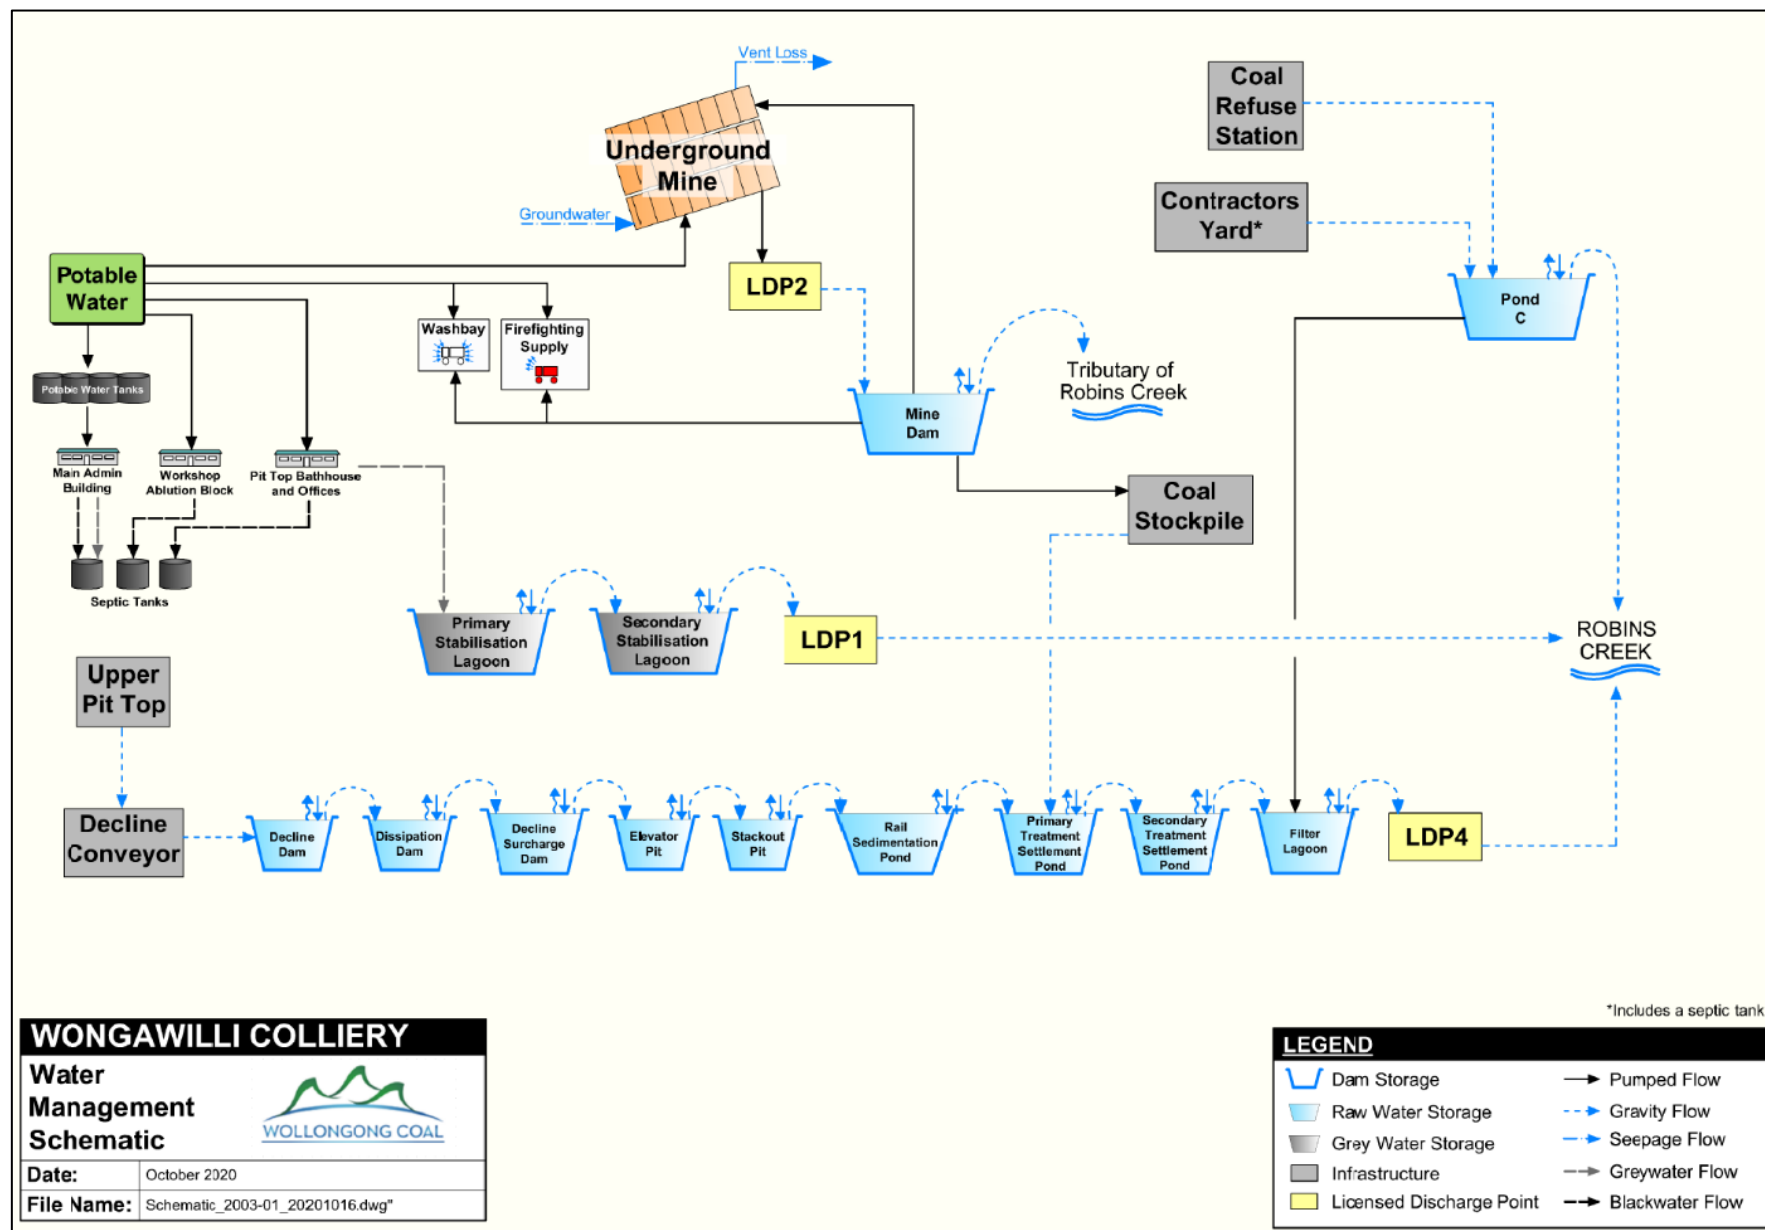 Vent Loss
Underground
Mine
Groundwater
Coal
Refuse
Station
Contractors
Yard*
Potable
Water
LDP2
Pond
C
Washbay
Firefighting
Supply
Tributary of
Robins Creek
Potable Water Tanks
Mine
Dam
Main Admin
Building
Workshop
Ablution Block
Pit Top Bathhouse
and Offices
Coal
Stockpile
Septic Tanks
Primary
Stabilisation
Lagoon
Secondary
Stabilisation
Lagoon
LDP1
ROBINS
CREEK
Upper
Pit Top
Decline
Conveyor
Decline
Dam
Dissipation
Dam
Decline
Surcharge
Dam
Elevator
Pit
Stackout
Pit
Rail
Sedimentation
Pond
Primary
Treatment
Settlement
Pond
Secondary
Treatment
Settlement
Pond
Filter
Lagoon
LDP4
*Includes a septic tank
WONGAWILLI COLLIERY
Water
Management
Schematic
WOLLONGONG COAL
Date: October 2020
File Name: Schematic_2003-01_20201016.dwg"
LEGEND
Dam Storage
Raw Water Storage
Grey Water Storage
Infrastructure
Licensed Discharge Point
Pumped Flow
Gravity Flow
Seepage Flow
Greywater Flow
Blackwater Flow